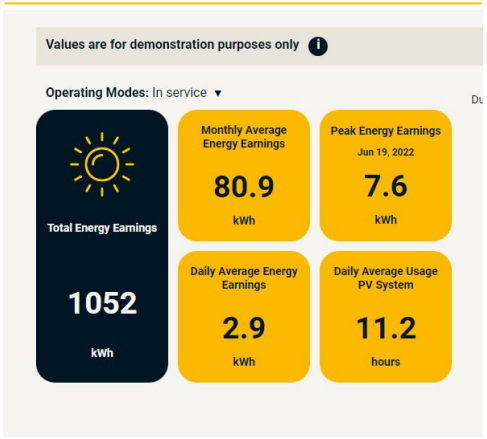 Values are for demonstration purposes only i
Operating Modes: In service ▼
Du
Total Energy Earnings
1052
kWh
Monthly Average
Energy Earnings
80.9
kWh
Peak Energy Earnings
Jun 19, 2022
7.6
kWh
Daily Average Energy
Earnings
2.9
kWh
Daily Average Usage
PV System
11.2
hours